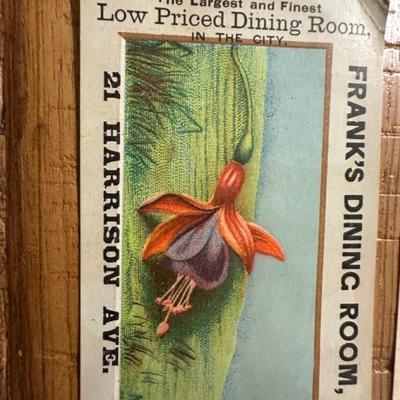 The Largest and Finest
Low Priced Dining Room,
IN THE CITY.
FRANK'S DINING ROOM,
21 HARRISON AVE.